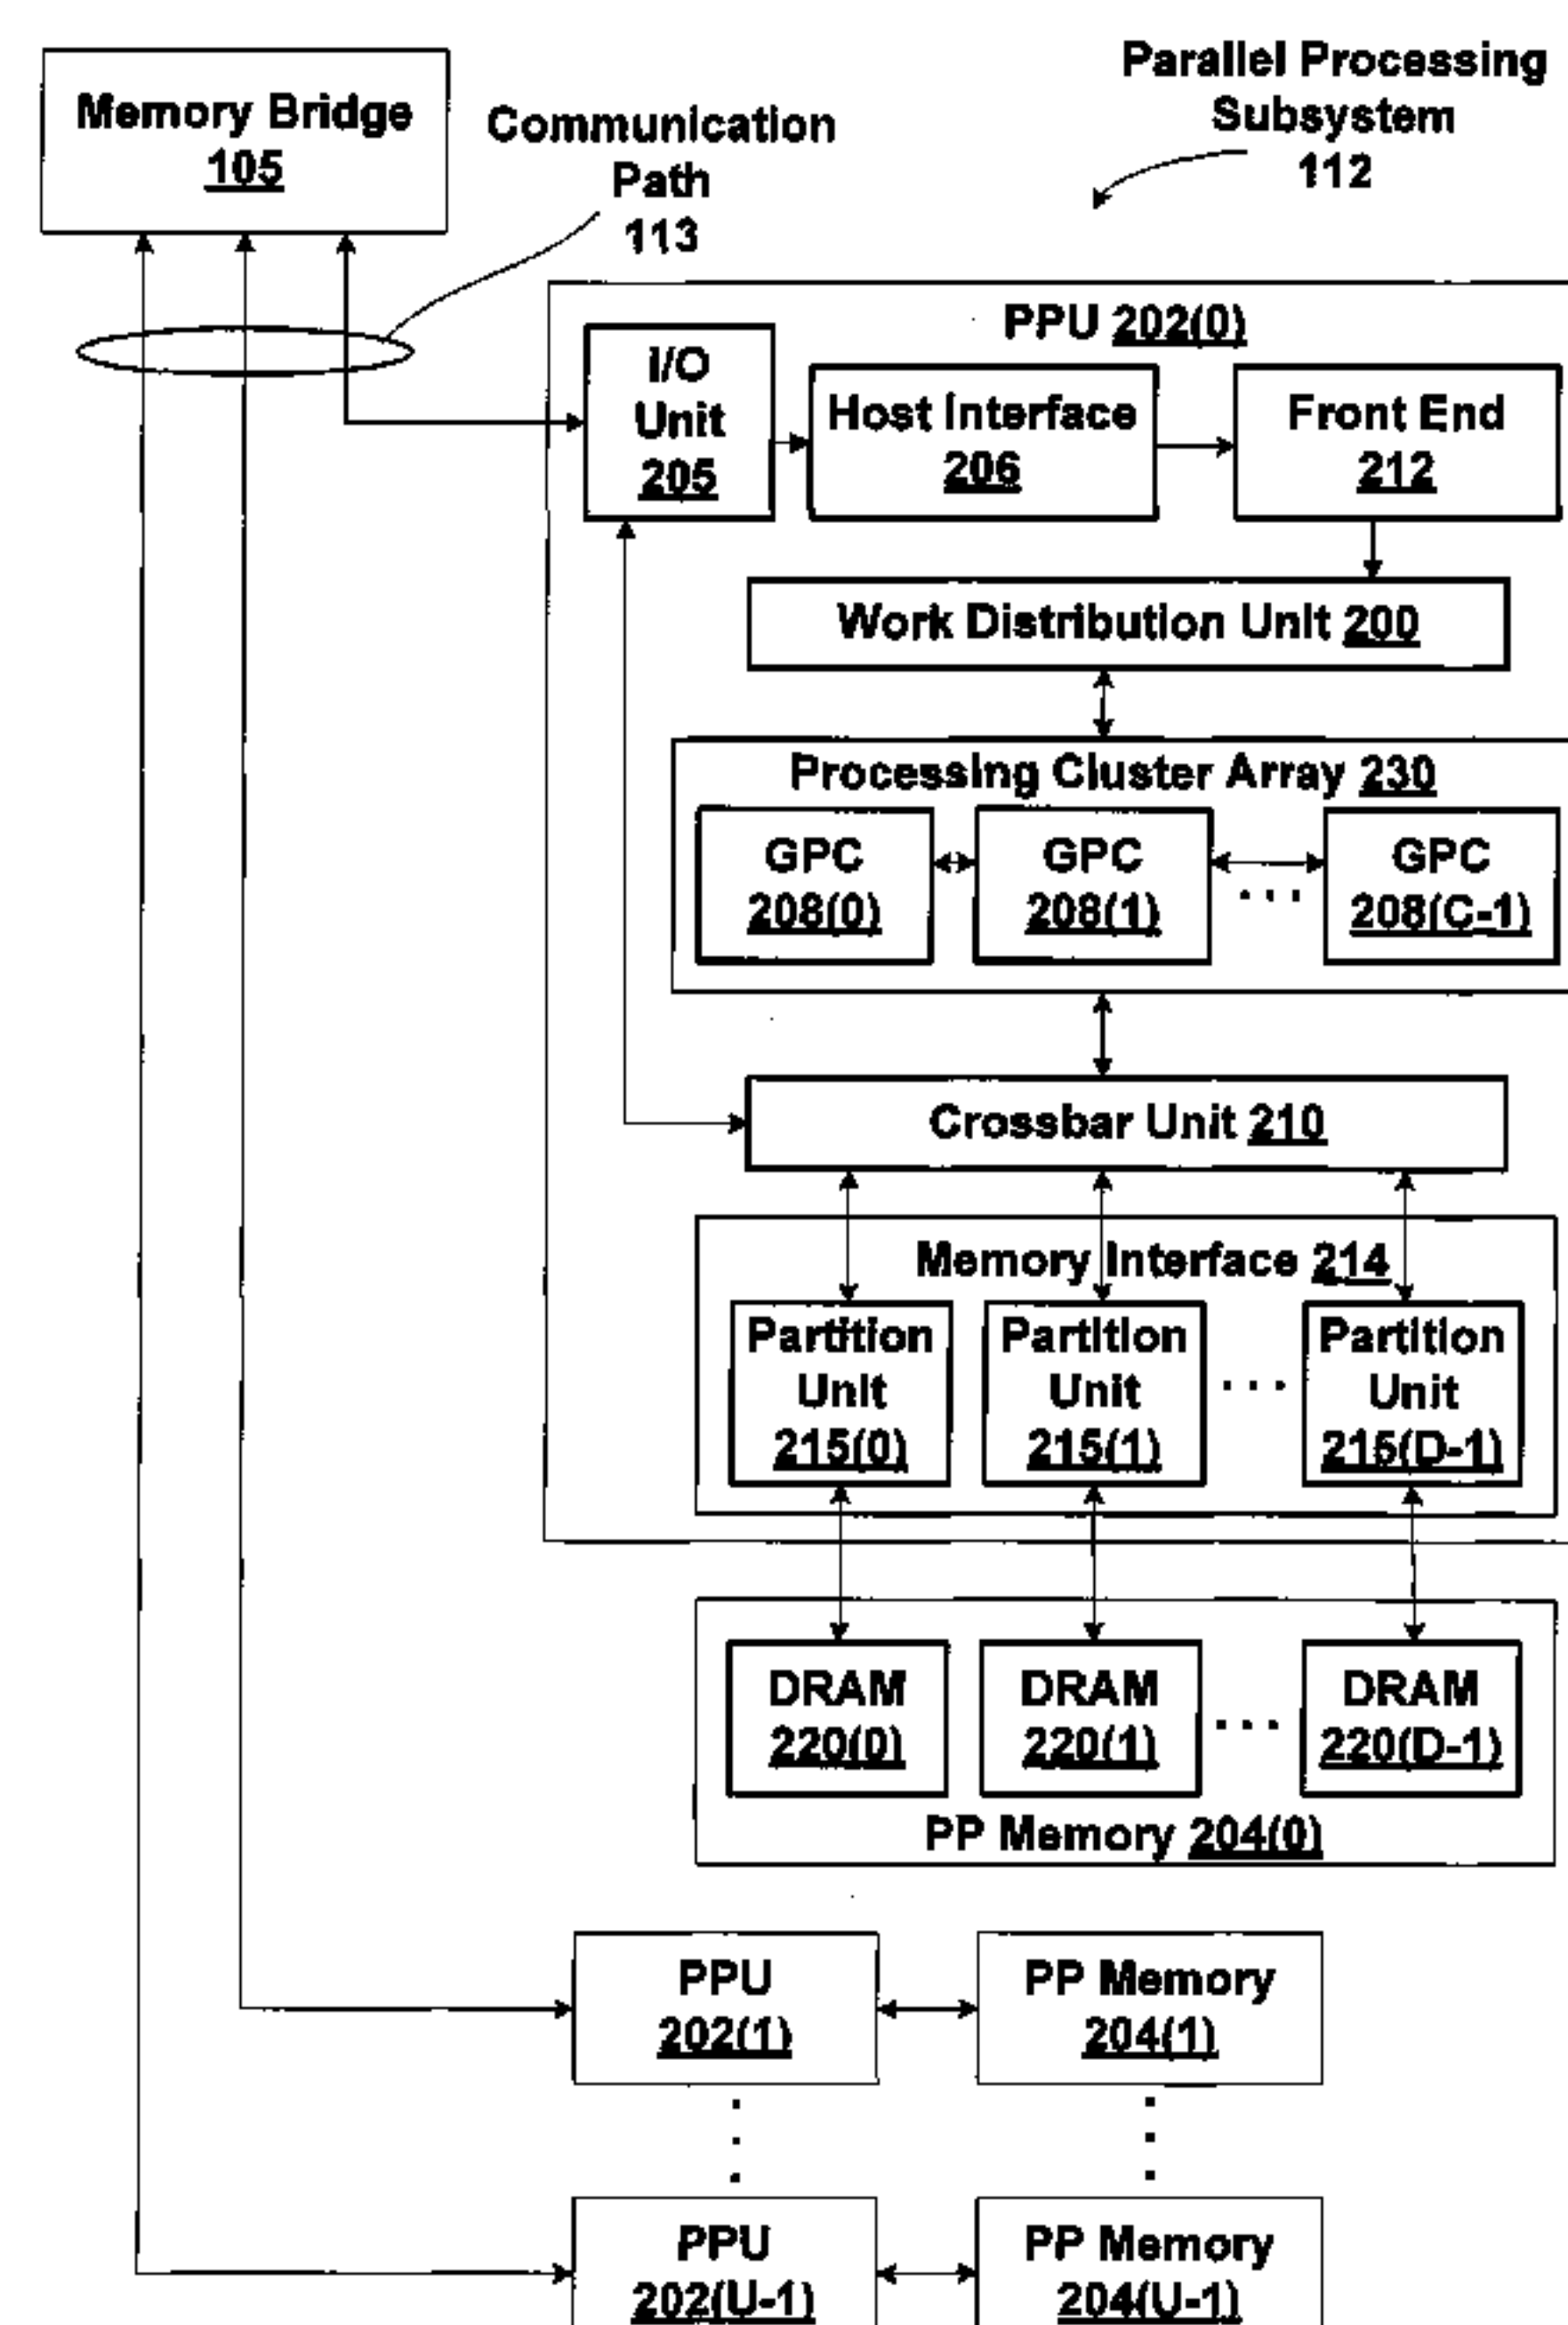 Memory Bridge
105
Communication
Path
113
Parallel Processing
Subsystem
112
PPU 202(0)
I/O
Unit
205
Host Interface
206
Front End
212
Work Distribution Unit 200
Processing Cluster Array 230
GPC
208(0)
GPC
208(1)
. . .
GPC
208(C-1)
Crossbar Unit 210
Memory Interface 214
Partition
Unit
215(0)
Partition
Unit
215(1)
. . .
Partition
Unit
215(D-1)
DRAM
220(0)
DRAM
220(1)
. . .
DRAM
220(D-1)
PP Memory 204(0)
PPU
202(1)
PP Memory
204(1)
PPU
202(U-1)
PP Memory
204(U-1)